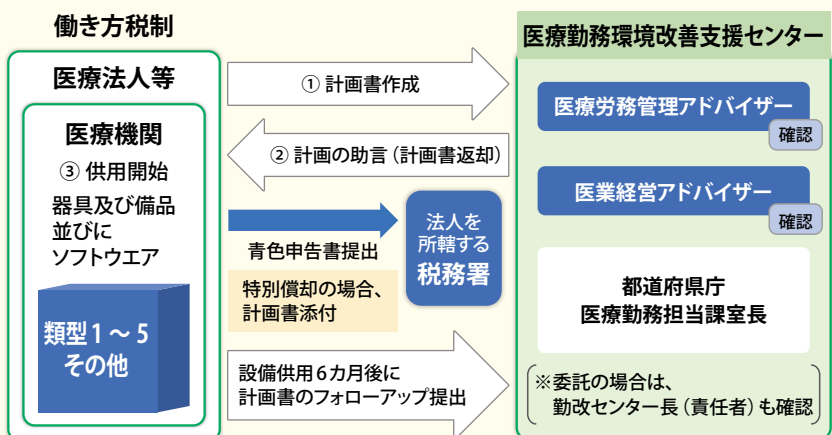 働き方税制
医療法人等
医療機関
③ 供用開始
器具及び備品
並びに
ソフトウエア
類型1～5
その他
① 計画書作成
② 計画の助言（計画書返却）
青色申告書提出
特別償却の場合、
計画書添付
法人を
所轄する
税務署
設備供用6カ月後に
計画書のフォローアップ提出
医療勤務環境改善支援センター
医療労務管理アドバイザー
確認
医業経営アドバイザー
確認
都道府県庁
医療勤務担当課室長
※委託の場合は、
勤改センター長（責任者）も確認